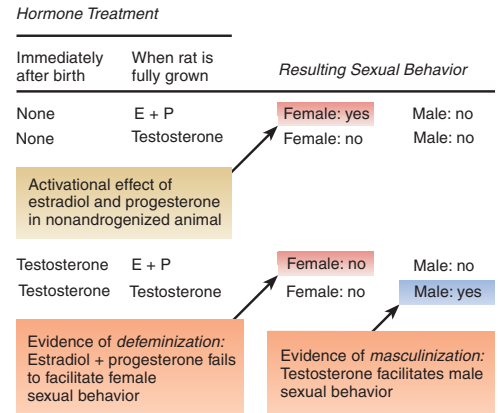 Hormone Treatment
Immediately after birth When rat is fully grown Resulting Sexual Behavior
None E + P Female: yes Male: no
None Testosterone Female: no Male: no
Activational effect of
estradiol and progesterone
in nonandrogenized animal
Testosterone E + P Female: no Male: no
Testosterone Testosterone Female: no Male: yes
Evidence of defeminization:
Estradiol + progesterone fails
to facilitate female
sexual behavior
Evidence of masculinization:
Testosterone facilitates male
sexual behavior